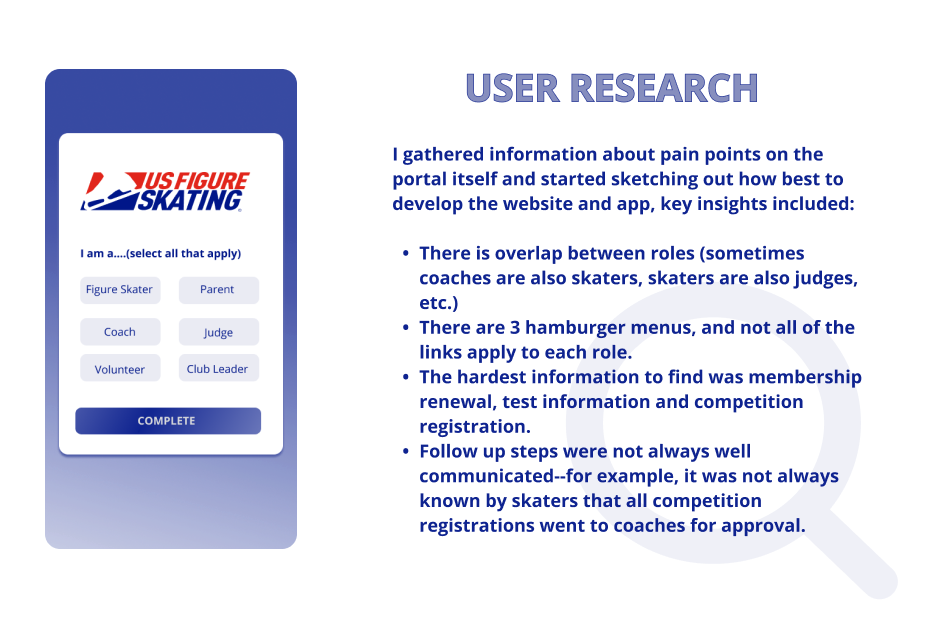 US FIGURE
SKATING®
I am a....(select all that apply)
Figure Skater
Parent
Coach
Judge
Volunteer
Club Leader
COMPLETE
USER RESEARCH
I gathered information about pain points on the
portal itself and started sketching out how best to
develop the website and app, key insights included:
• There is overlap between roles (sometimes
coaches are also skaters, skaters are also judges,
etc.)
• There are 3 hamburger menus, and not all of the
links apply to each role.
• The hardest information to find was membership
renewal, test information and competition
registration.
• Follow up steps were not always well
communicated--for example, it was not always
known by skaters that all competition
registrations went to coaches for approval.